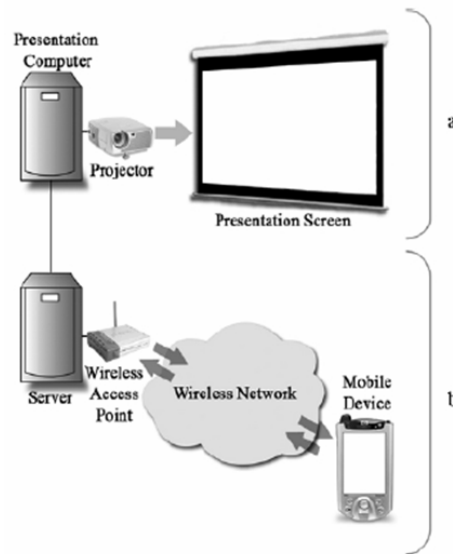 Presentation
Computer
Projector
Presentation Screen
a
Server
Wireless
Access
Point
Wireless Network
Mobile
Device
b